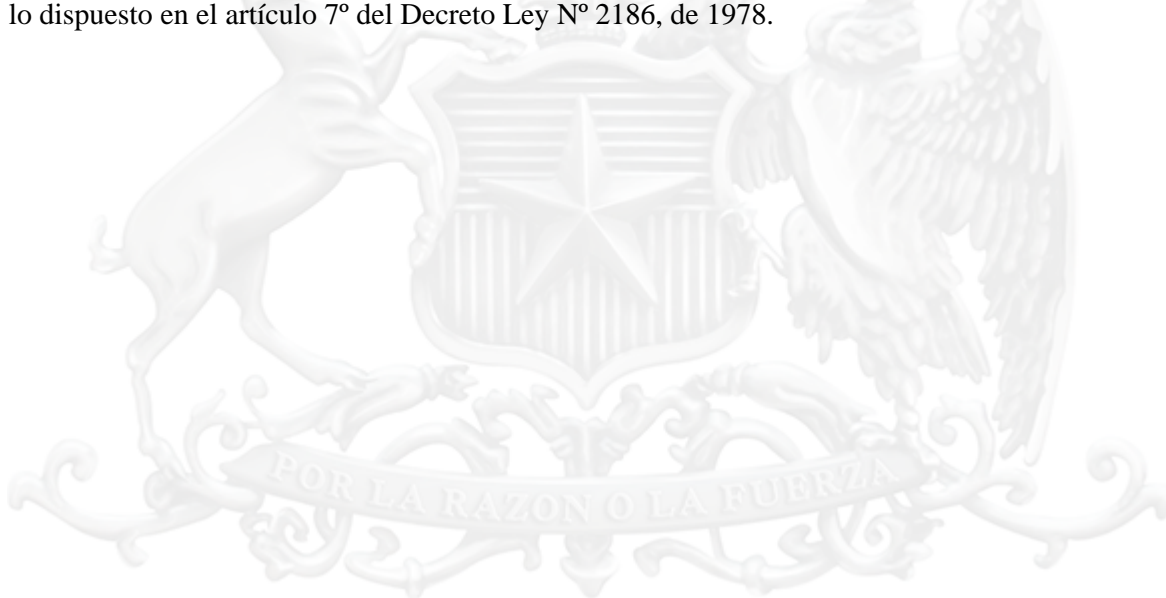 lo dispuesto en el artículo 7º del Decreto Ley Nº 2186, de 1978.
POR LA RAZON O LA FUERZA